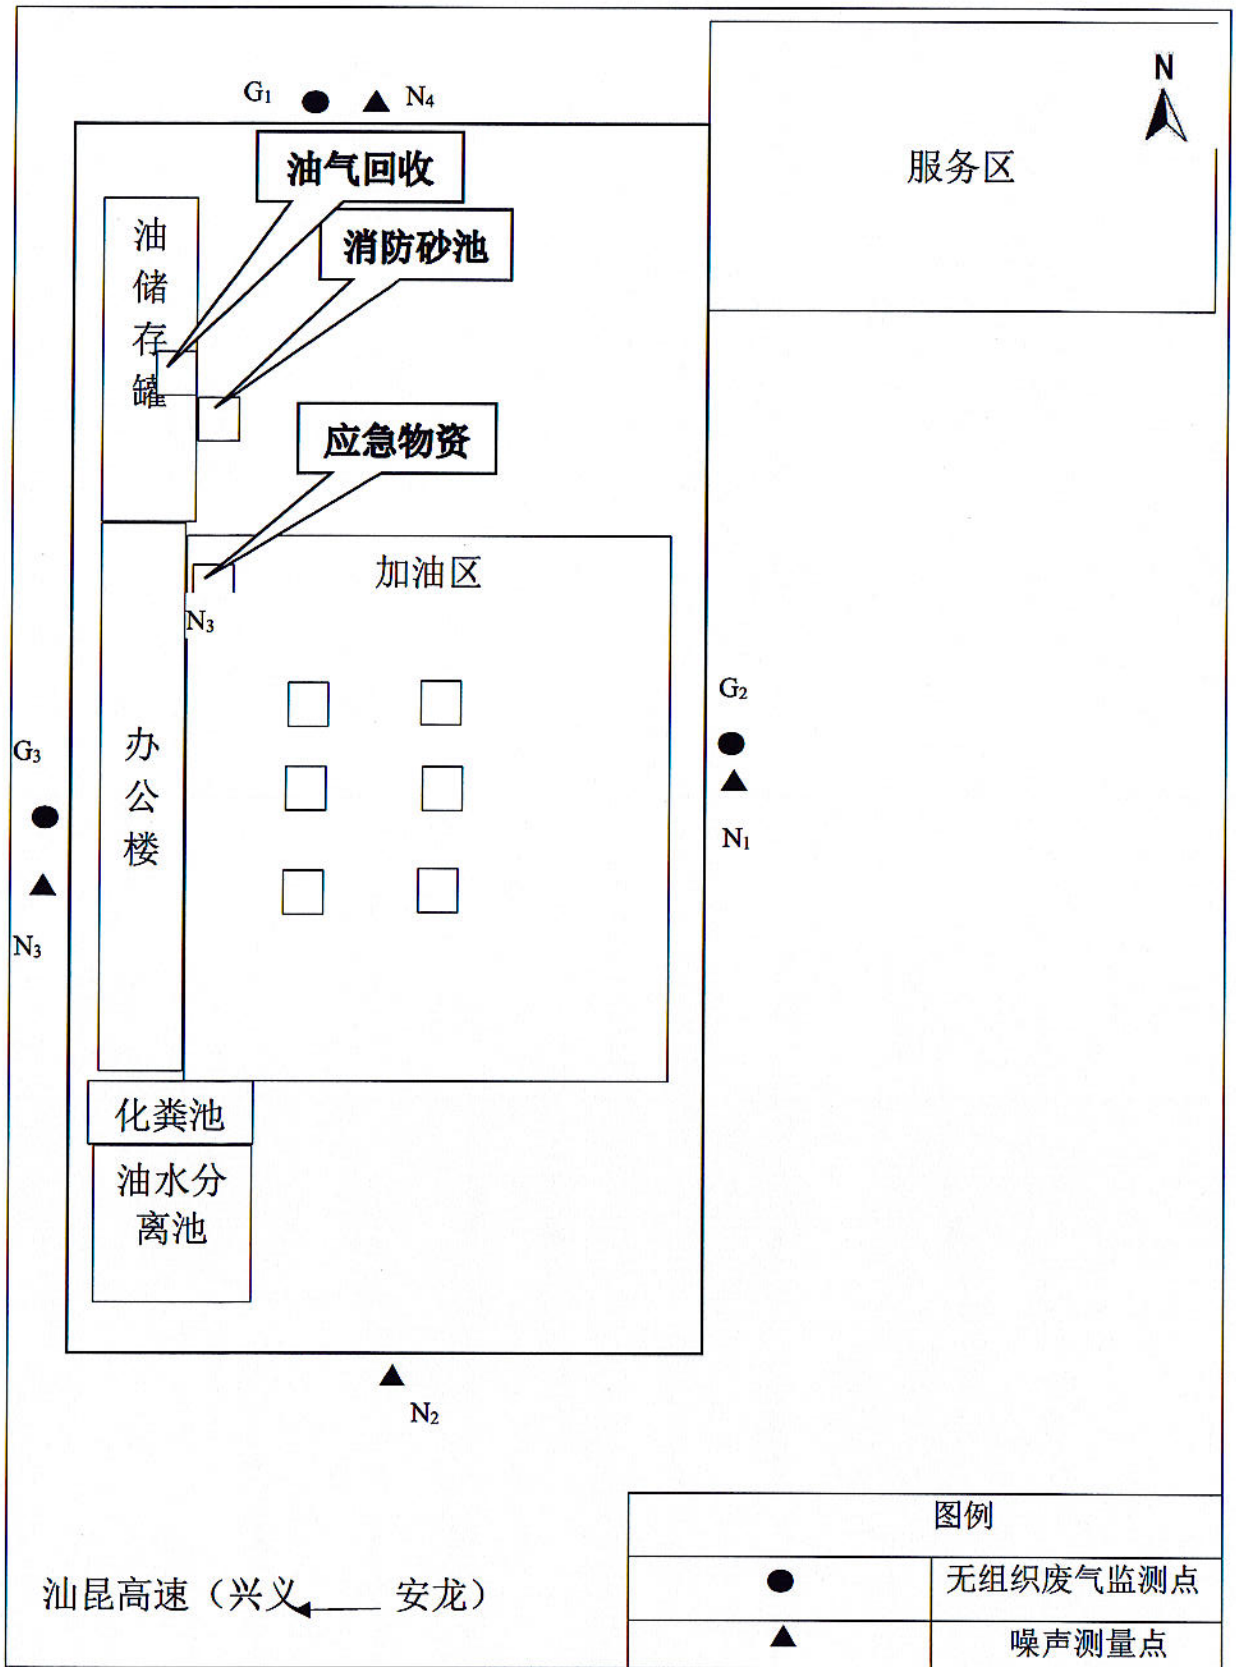 N
G₁ N₄
服务区
油气回收
消防砂池
油
储
存
罐
应急物资
加油区
N₃
G₂
G₃
办
公
楼
N₁
N₃
化粪池
油水分
离池
N₂
图例
无组织废气监测点
噪声测量点
汕昆高速（兴义 安龙）